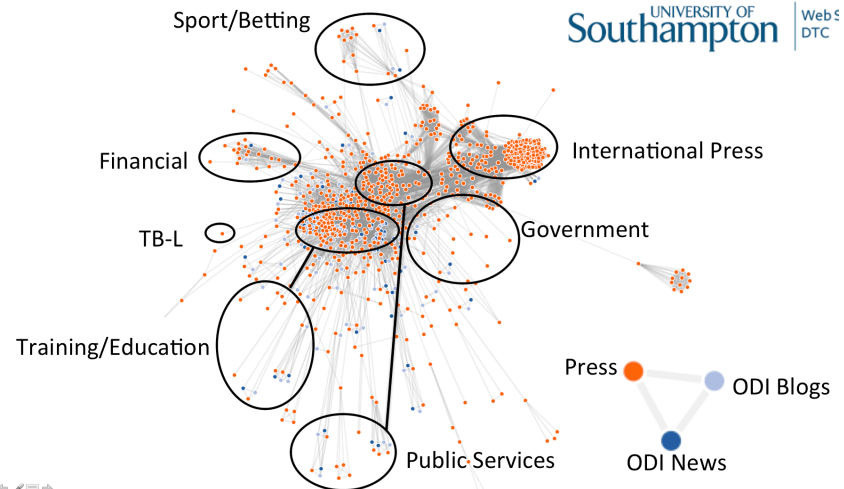 Sport/Betting
UNIVERSITY OF
Southampton
Web S
DTC
Financial
International Press
TB-L
Government
Training/Education
Press
ODI Blogs
ODI News
Public Services